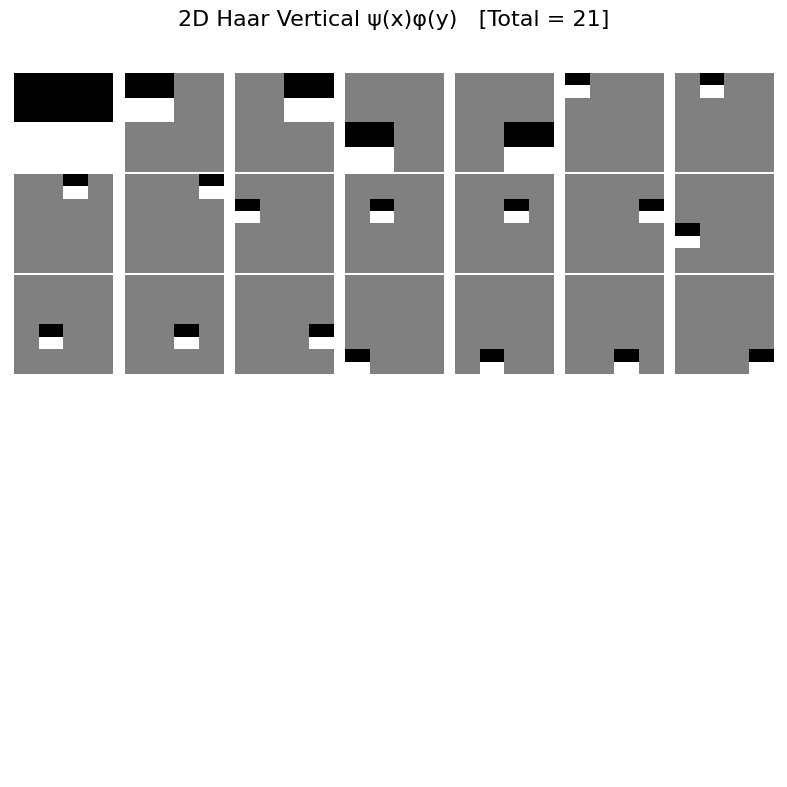 2D Haar Vertical ψ(x)φ(y)   [Total = 21]